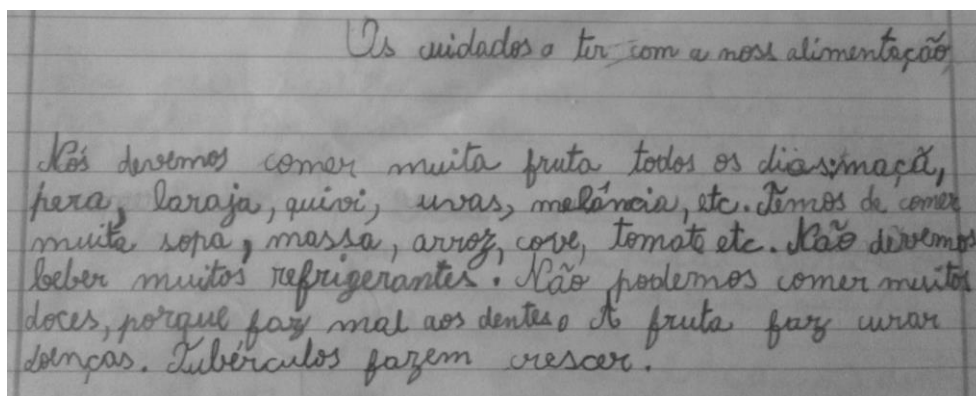 Os cuidados a ter com a noss alimentação
Nós devemos comer muita fruta todos os dias:maçã,
pera, laraja, quivi, uvas, melância, etc. Temos de comer
muita sopa, massa, arroz, cove, tomate etc. Não devemos
beber muitos refrigerantes. Não podemos comer muitos
doces, porque faz mal aos dentes. A fruta faz curar
doenças. Tubérculos fazem crescer.